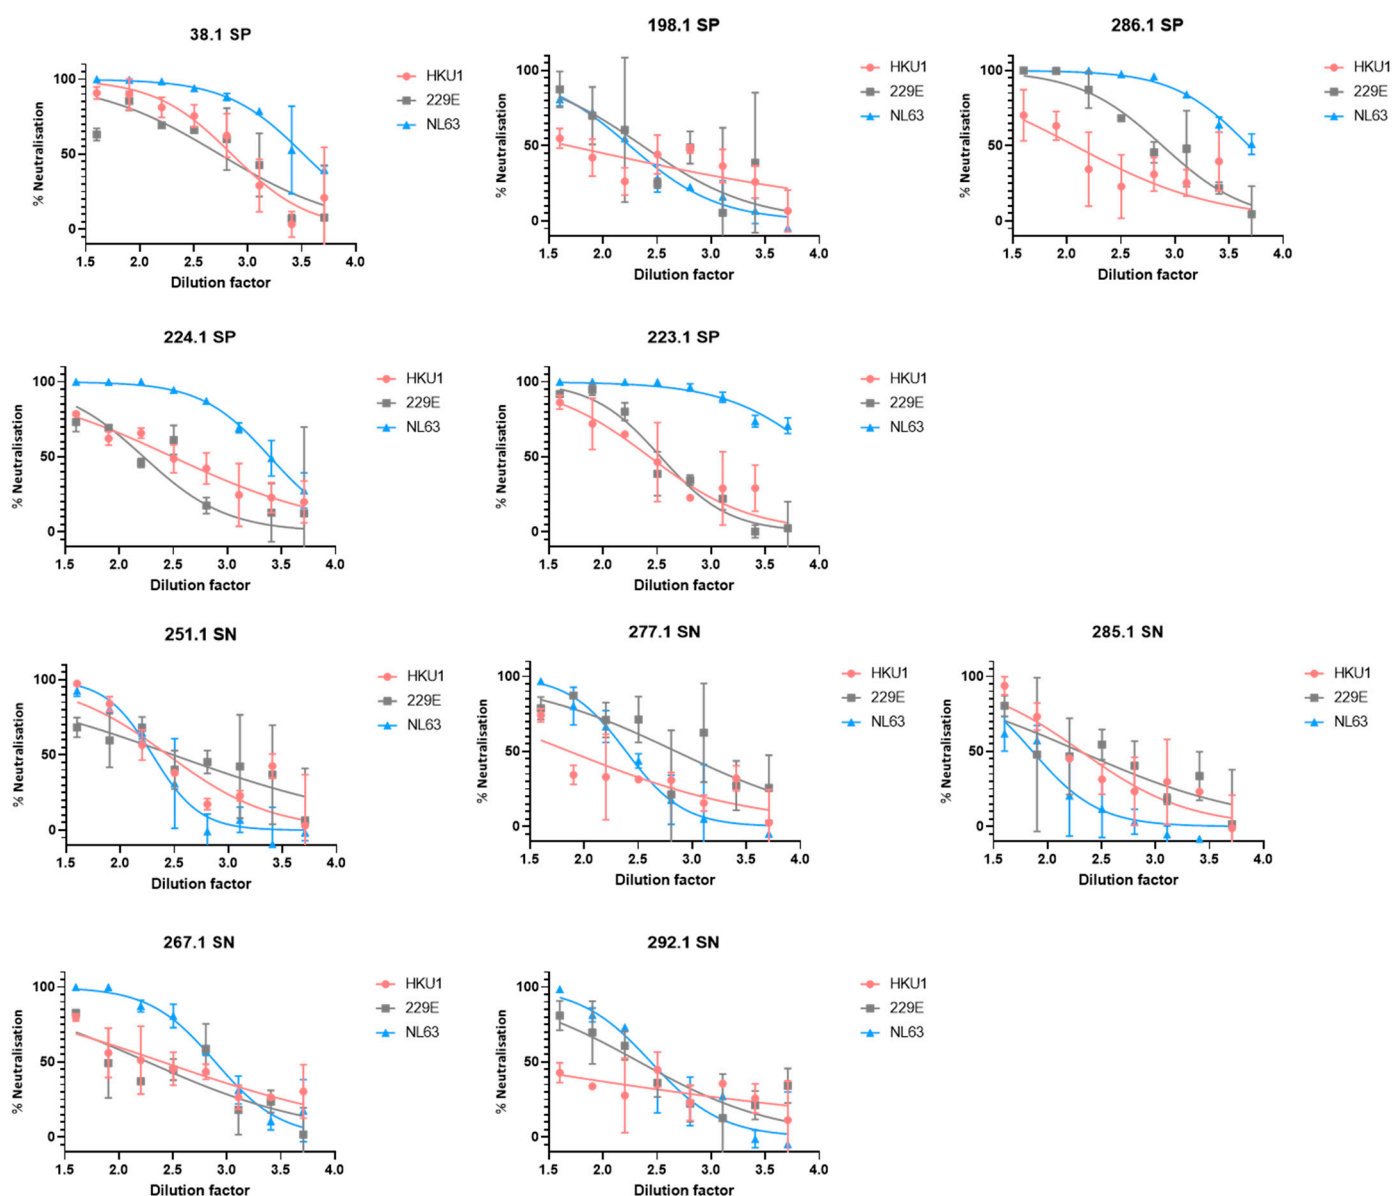 38.1 SP
% Neutralisation
100
50
0
1.5 2.0 2.5 3.0 3.5 4.0
Dilution factor
HKU1
229E
NL63
198.1 SP
% Neutralisation
100
50
0
1.5 2.0 2.5 3.0 3.5 4.0
Dilution factor
HKU1
229E
NL63
286.1 SP
% Neutralisation
100
50
0
1.5 2.0 2.5 3.0 3.5 4.0
Dilution factor
HKU1
229E
NL63
224.1 SP
% Neutralisation
100
50
0
1.5 2.0 2.5 3.0 3.5 4.0
Dilution factor
HKU1
229E
NL63
223.1 SP
% Neutralisation
100
50
0
1.5 2.0 2.5 3.0 3.5 4.0
Dilution factor
HKU1
229E
NL63
251.1 SN
% Neutralisation
100
50
0
1.5 2.0 2.5 3.0 3.5 4.0
Dilution factor
HKU1
229E
NL63
277.1 SN
% Neutralisation
100
50
0
1.5 2.0 2.5 3.0 3.5 4.0
Dilution factor
HKU1
229E
NL63
285.1 SN
% Neutralisation
100
50
0
1.5 2.0 2.5 3.0 3.5 4.0
Dilution factor
HKU1
229E
NL63
267.1 SN
% Neutralisation
100
50
0
1.5 2.0 2.5 3.0 3.5 4.0
Dilution factor
HKU1
229E
NL63
292.1 SN
% Neutralisation
100
50
0
1.5 2.0 2.5 3.0 3.5 4.0
Dilution factor
HKU1
229E
NL63